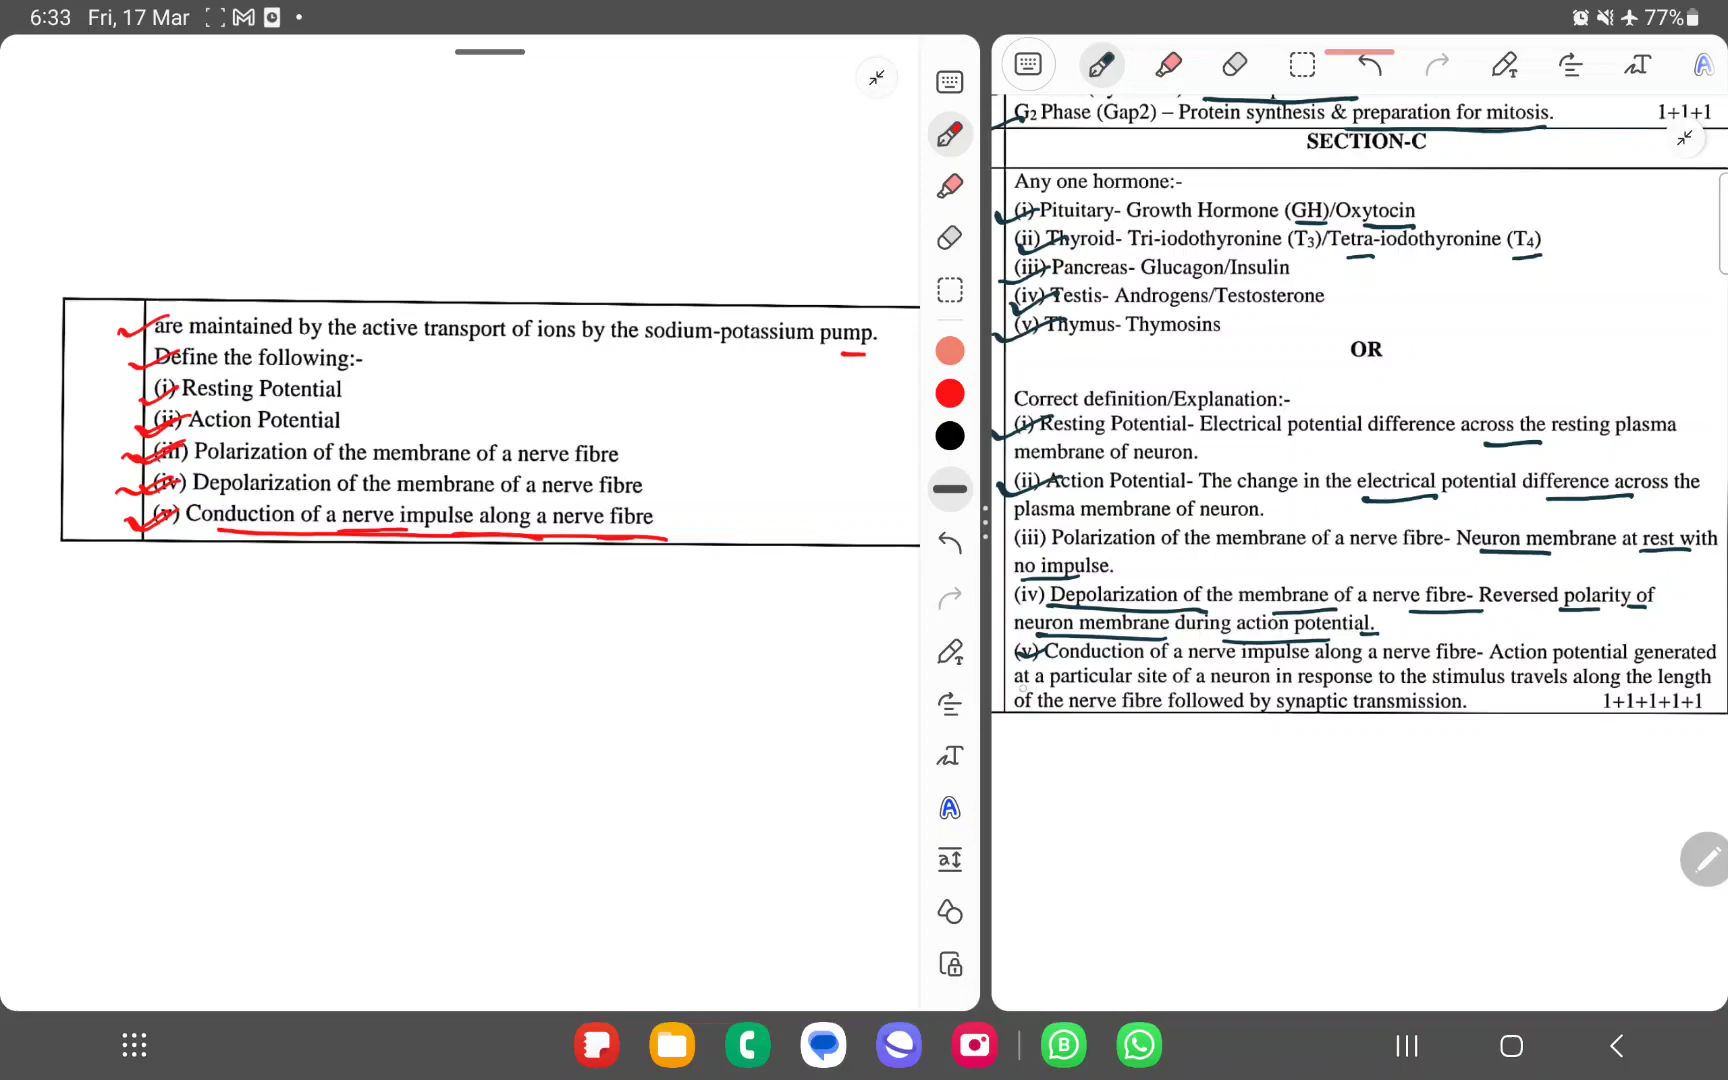 6:33 Fri, 17 Mar
77%
are maintained by the active transport of ions by the sodium-potassium pump.
Define the following:-
(i) Resting Potential
(ii) Action Potential
(iii) Polarization of the membrane of a nerve fibre
(iv) Depolarization of the membrane of a nerve fibre
(v) Conduction of a nerve impulse along a nerve fibre
G2 Phase (Gap2) – Protein synthesis & preparation for mitosis. 1+1+1
SECTION-C
Any one hormone:-
(i) Pituitary- Growth Hormone (GH)/Oxytocin
(ii) Thyroid- Tri-iodothyronine (T3)/Tetra-iodothyronine (T4)
(iii) Pancreas- Glucagon/Insulin
(iv) Testis- Androgens/Testosterone
(v) Thymus- Thymosins
OR
Correct definition/Explanation:-
(i) Resting Potential- Electrical potential difference across the resting plasma
membrane of neuron.
(ii) Action Potential- The change in the electrical potential difference across the
plasma membrane of neuron.
(iii) Polarization of the membrane of a nerve fibre- Neuron membrane at rest with
no impulse.
(iv) Depolarization of the membrane of a nerve fibre- Reversed polarity of
neuron membrane during action potential.
(v) Conduction of a nerve impulse along a nerve fibre- Action potential generated
at a particular site of a neuron in response to the stimulus travels along the length
of the nerve fibre followed by synaptic transmission. 1+1+1+1+1